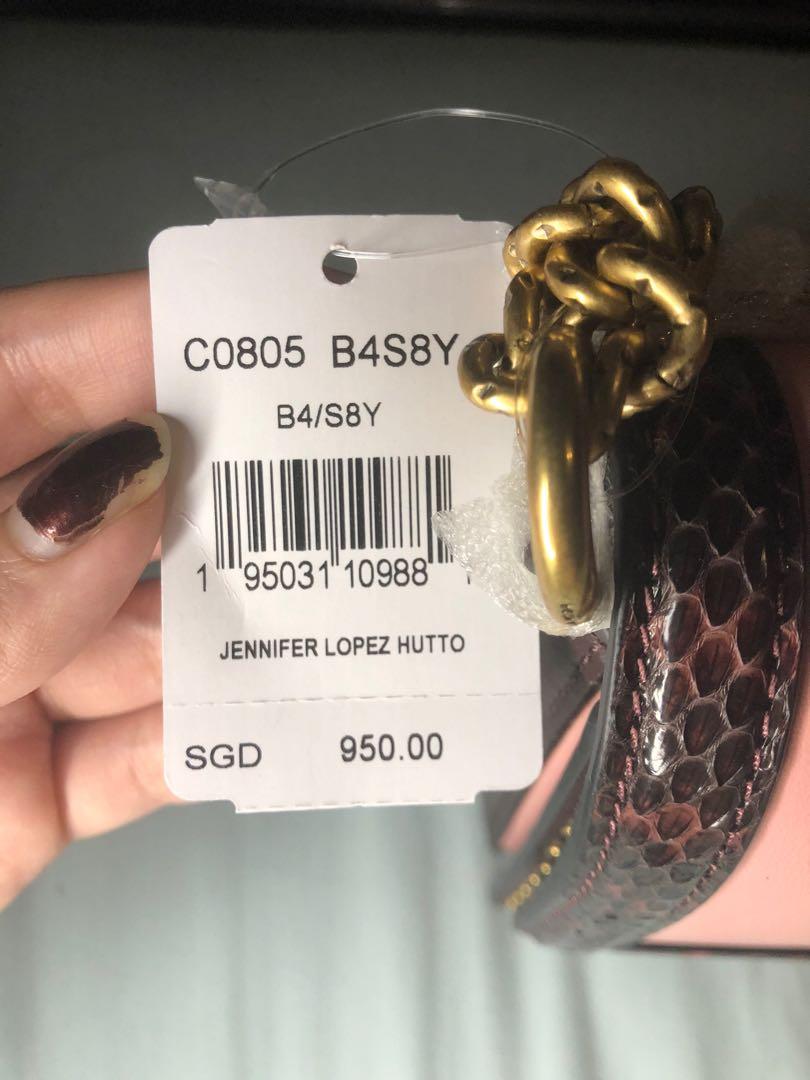 C0805 B4S8Y
B4/S8Y
1 95031 10988
JENNIFER LOPEZ HUTTO
SGD 950.00